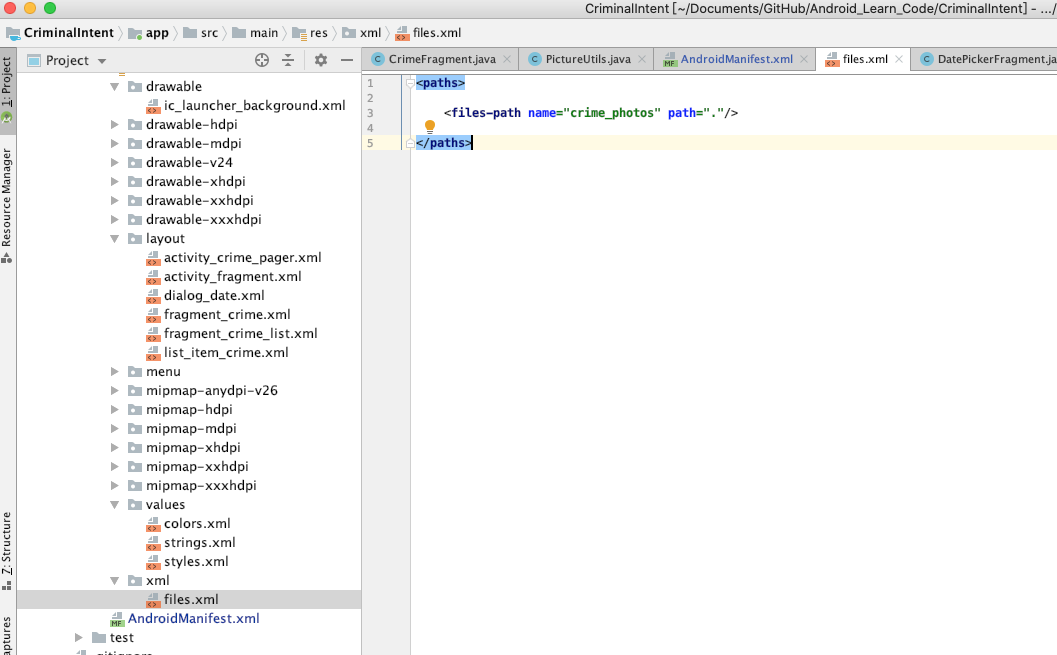 CriminalIntent [~/Documents/GitHub/Android_Learn_Code/CriminalIntent] - .../
CriminalIntent app src main res xml files.xml
Project
CrimeFragment.java PictureUtils.java AndroidManifest.xml files.xml DatePickerFragment.ja
1: Project
Resource Manager
Z: Structure
aptures
drawable
ic_launcher_background.xml
drawable-hdpi
drawable-mdpi
drawable-v24
drawable-xhdpi
drawable-xxhdpi
drawable-xxxhdpi
layout
activity_crime_pager.xml
activity_fragment.xml
dialog_date.xml
fragment_crime.xml
fragment_crime_list.xml
list_item_crime.xml
menu
mipmap-anydpi-v26
mipmap-hdpi
mipmap-mdpi
mipmap-xhdpi
mipmap-xxhdpi
mipmap-xxxhdpi
values
colors.xml
strings.xml
styles.xml
xml
files.xml
MF AndroidManifest.xml
test
1 <paths>
2
3 <files-path name="crime_photos" path="."/>
4
5 </paths>